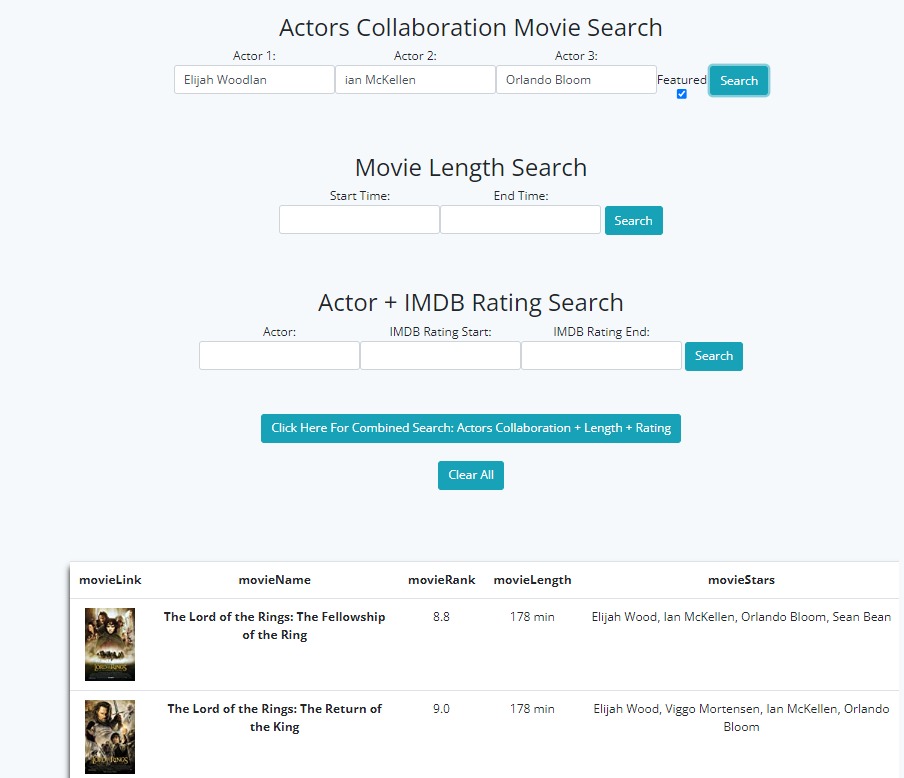 Actors Collaboration Movie Search
Actor 1: Actor 2: Actor 3:
Elijah Woodlan ian McKellen Orlando Bloom Featured Search
Movie Length Search
Start Time: End Time:
Search
Actor + IMDB Rating Search
Actor: IMDB Rating Start: IMDB Rating End:
Search
Click Here For Combined Search: Actors Collaboration + Length + Rating
Clear All
movieLink movieName movieRank movieLength movieStars
The Lord of the Rings: The Fellowship 8.8 178 min Elijah Wood, Ian McKellen, Orlando Bloom, Sean Bean
of the Ring
The Lord of the Rings: The Return of 9.0 178 min Elijah Wood, Viggo Mortensen, Ian McKellen, Orlando
the King Bloom